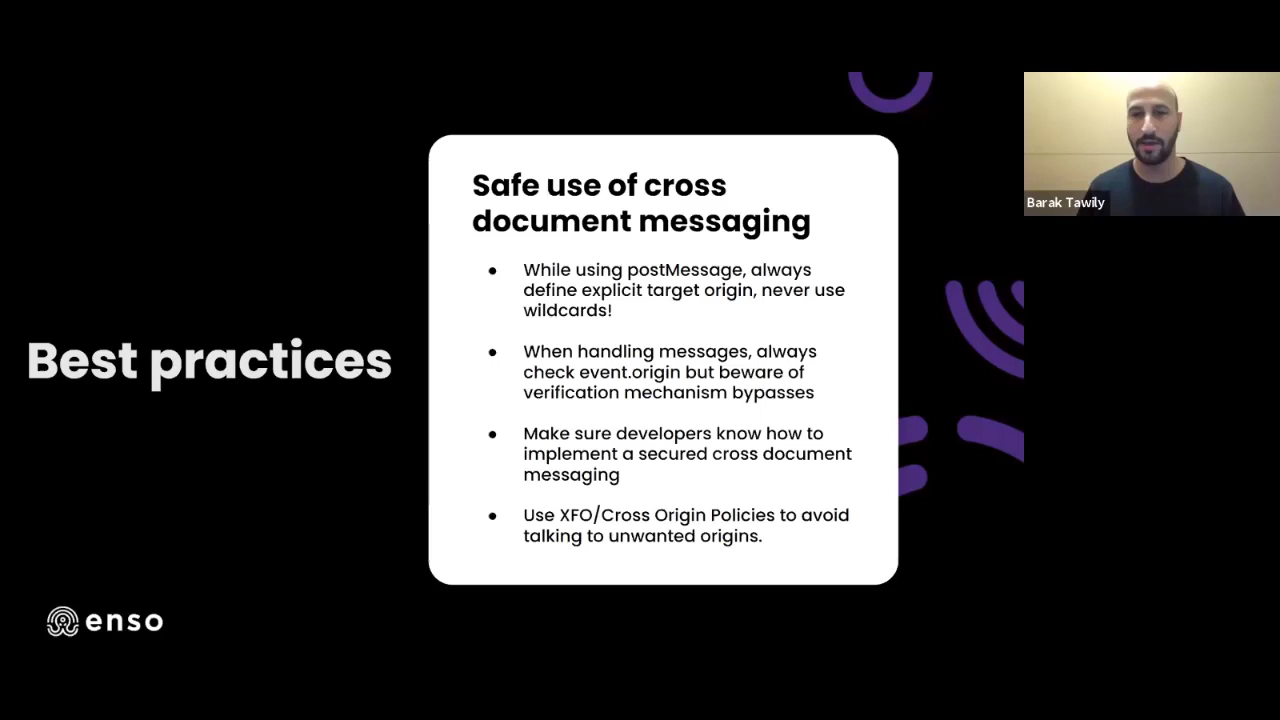 Best practices
Safe use of cross
document messaging
● While using postMessage, always
define explicit target origin, never use
wildcards!
● When handling messages, always
check event.origin but beware of
verification mechanism bypasses
● Make sure developers know how to
implement a secured cross document
messaging
● Use XFO/Cross Origin Policies to avoid
talking to unwanted origins.
enso
Barak Tawily